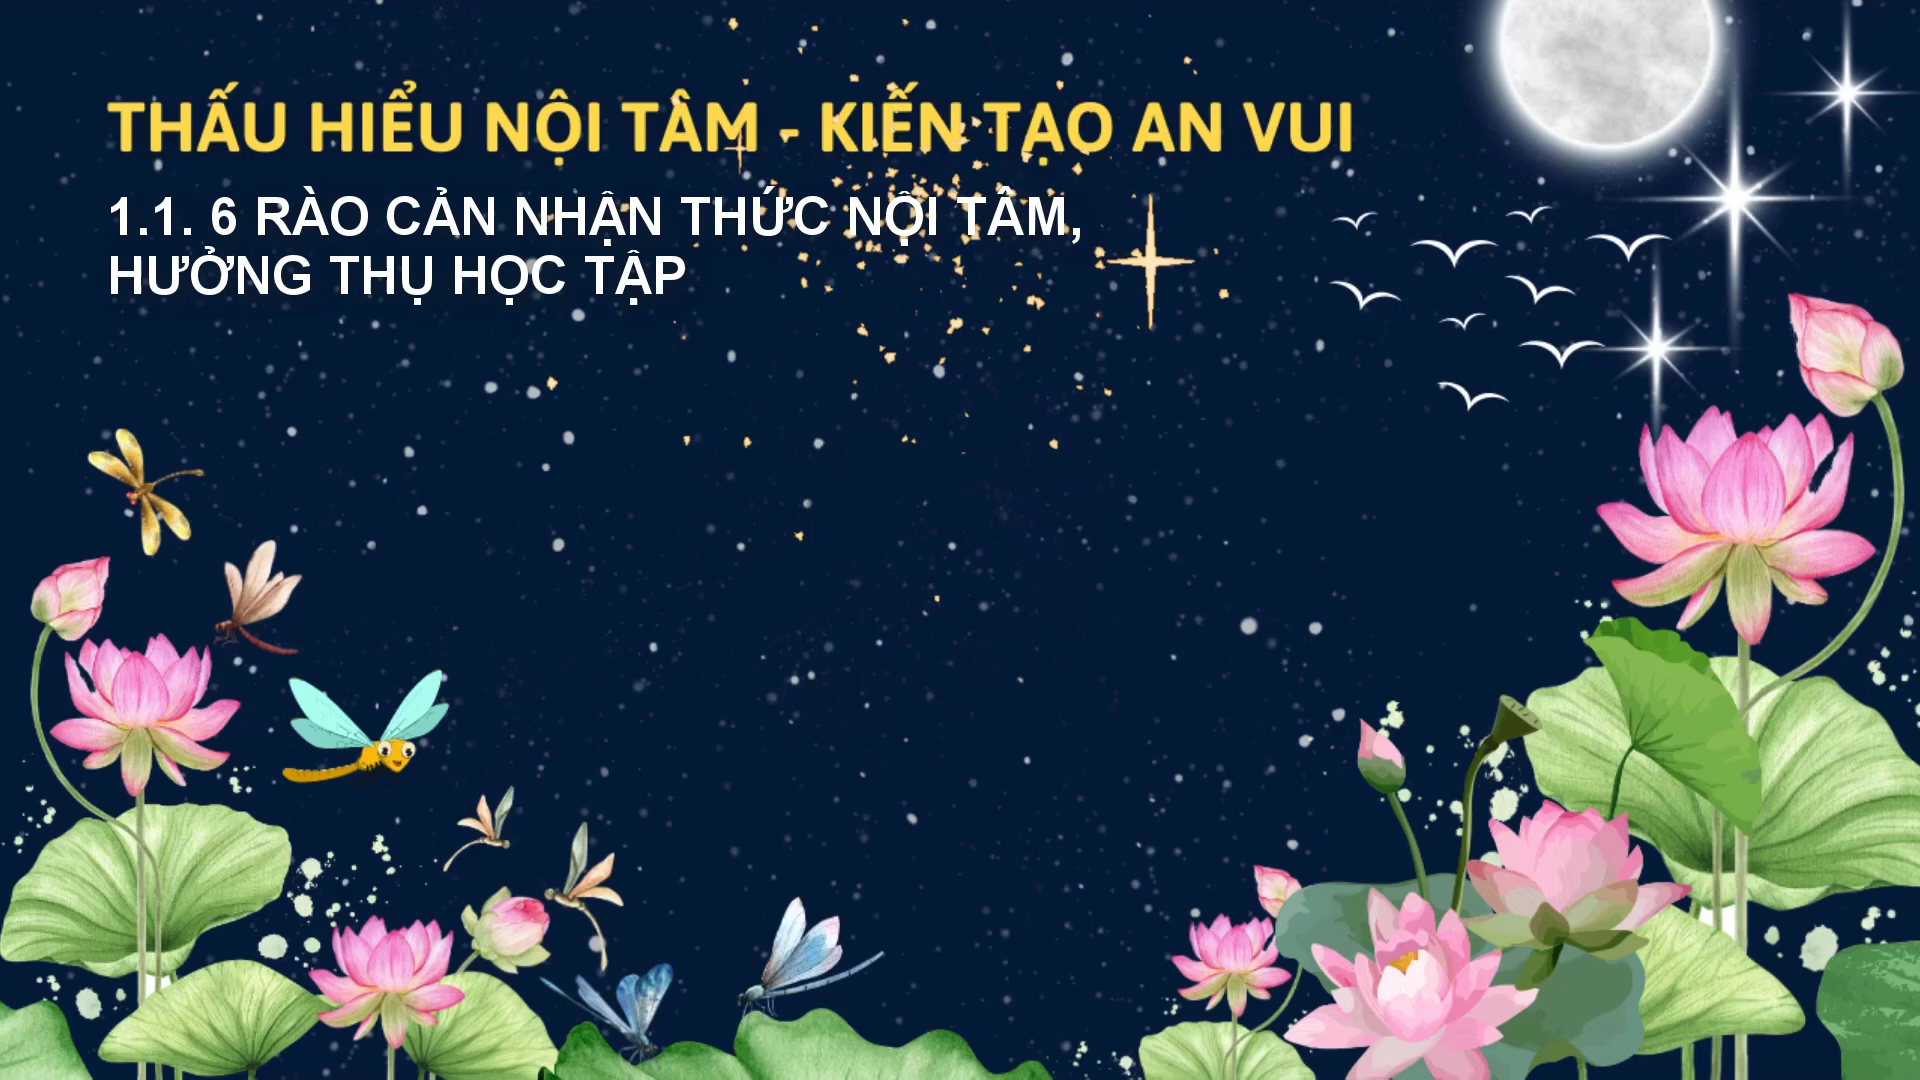 THẤU HIỂU NỘI TÂM - KIẾN TẠO AN VUI
1.1. 6 RÀO CẢN NHẬN THỨC NỘI TÂM,
HƯỞNG THỤ HỌC TẬP